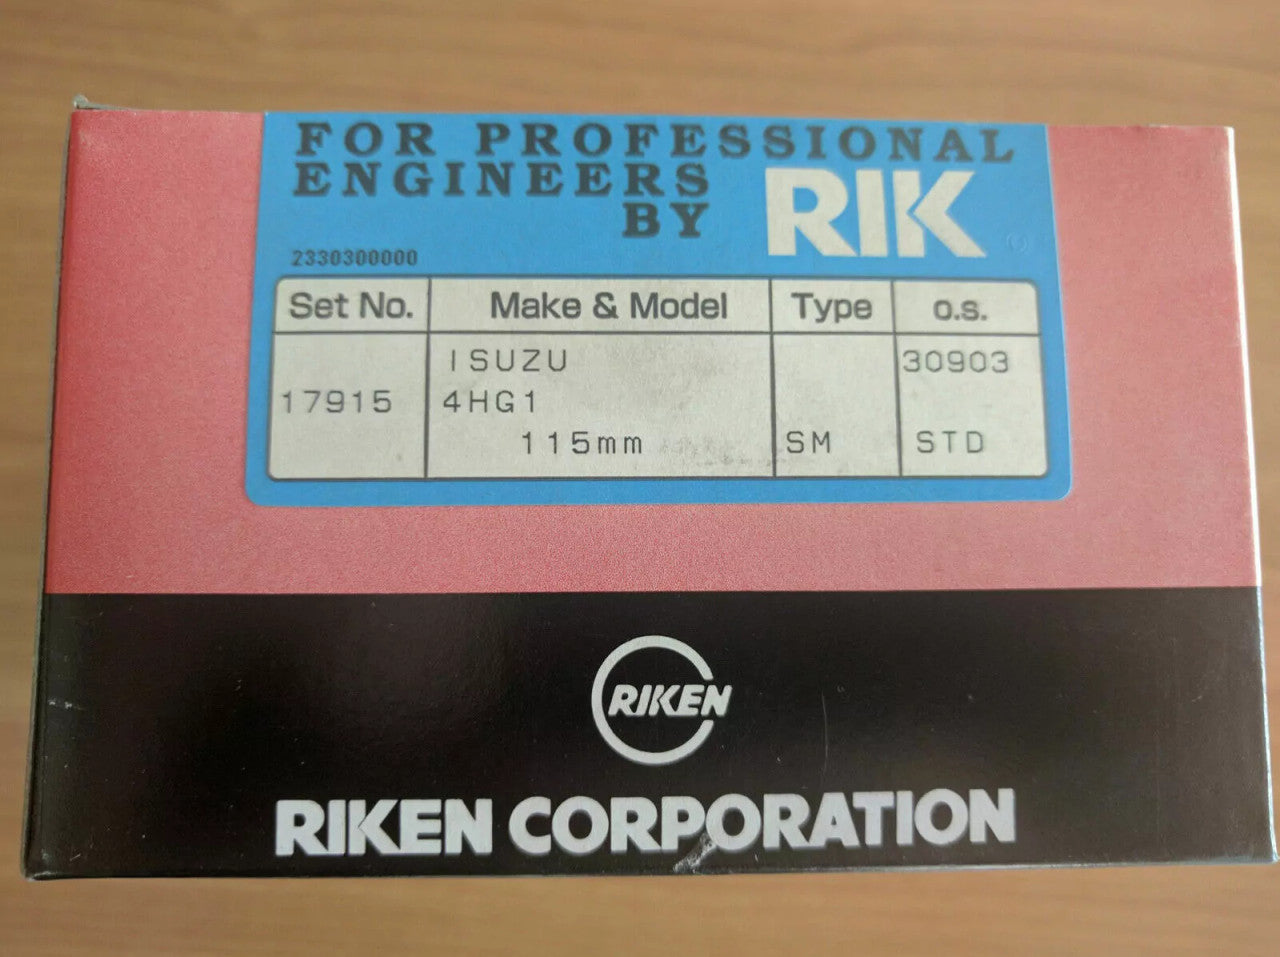 FOR PROFESSIONAL
ENGINEERS
BY RIK
2330300000
Set No. Make & Model Type o.s.
ISUZU 30903
17915 4HG1
115mm SM STD
RIKEN
RIKEN CORPORATION